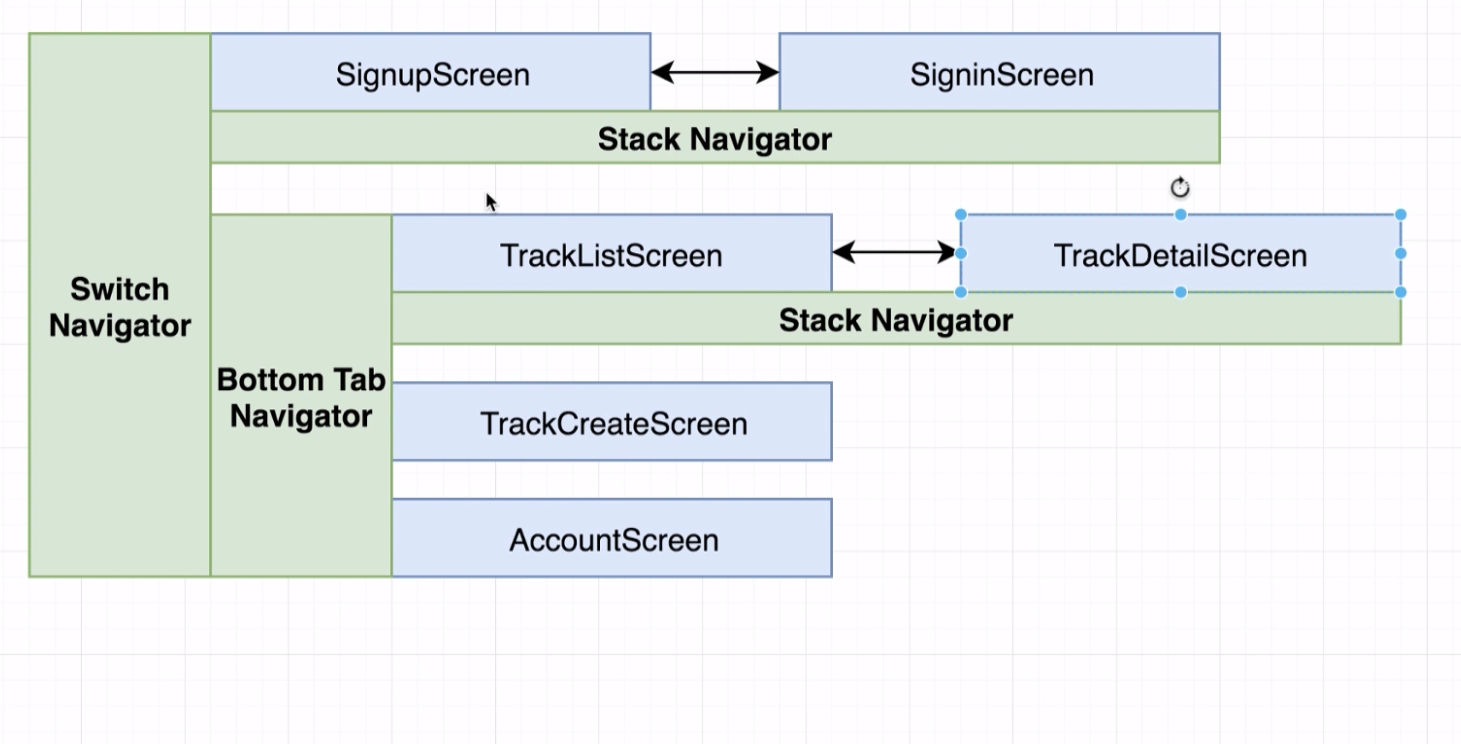 SignupScreen
SigninScreen
Stack Navigator
TrackListScreen
TrackDetailScreen
Stack Navigator
Switch
Navigator
Bottom Tab
Navigator
TrackCreateScreen
AccountScreen